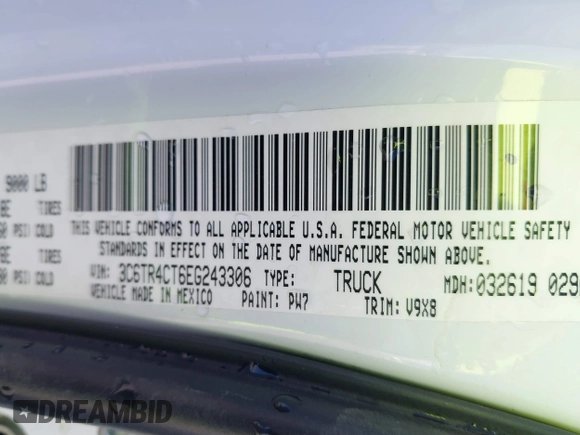 9000 LB
TIRES
PSI COLD
THIS VEHICLE CONFORMS TO ALL APPLICABLE U.S.A. FEDERAL MOTOR VEHICLE SAFETY
STANDARDS IN EFFECT ON THE DATE OF MANUFACTURE SHOWN ABOVE.
TIRES
PSI COLD
VIN: 3C6TR4CT6EG243306 TYPE: TRUCK MDH: 032619 029
VEHICLE MADE IN MEXICO PAINT: PW7 TRIM: V9X8
DREAMBID